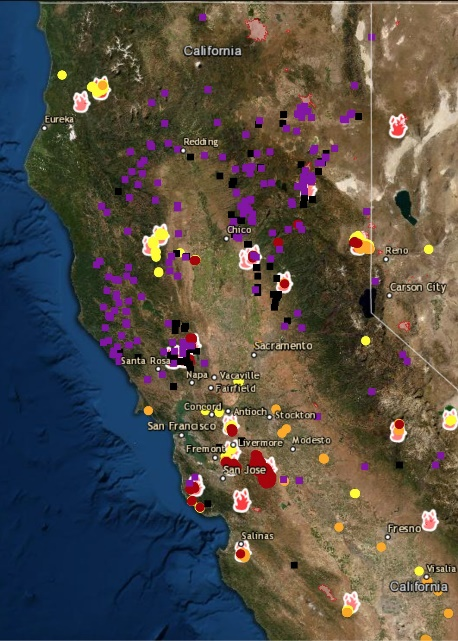 California
Eureka
Redding
Chico
Reno
Carson City
Sacramento
Santa Rosa
Napa
Vacaville
Fairfield
Concord
Antioch
Stockton
San Francisco
Livermore
Modesto
Fremont
San Jose
Salinas
Fresno
Visalia
California